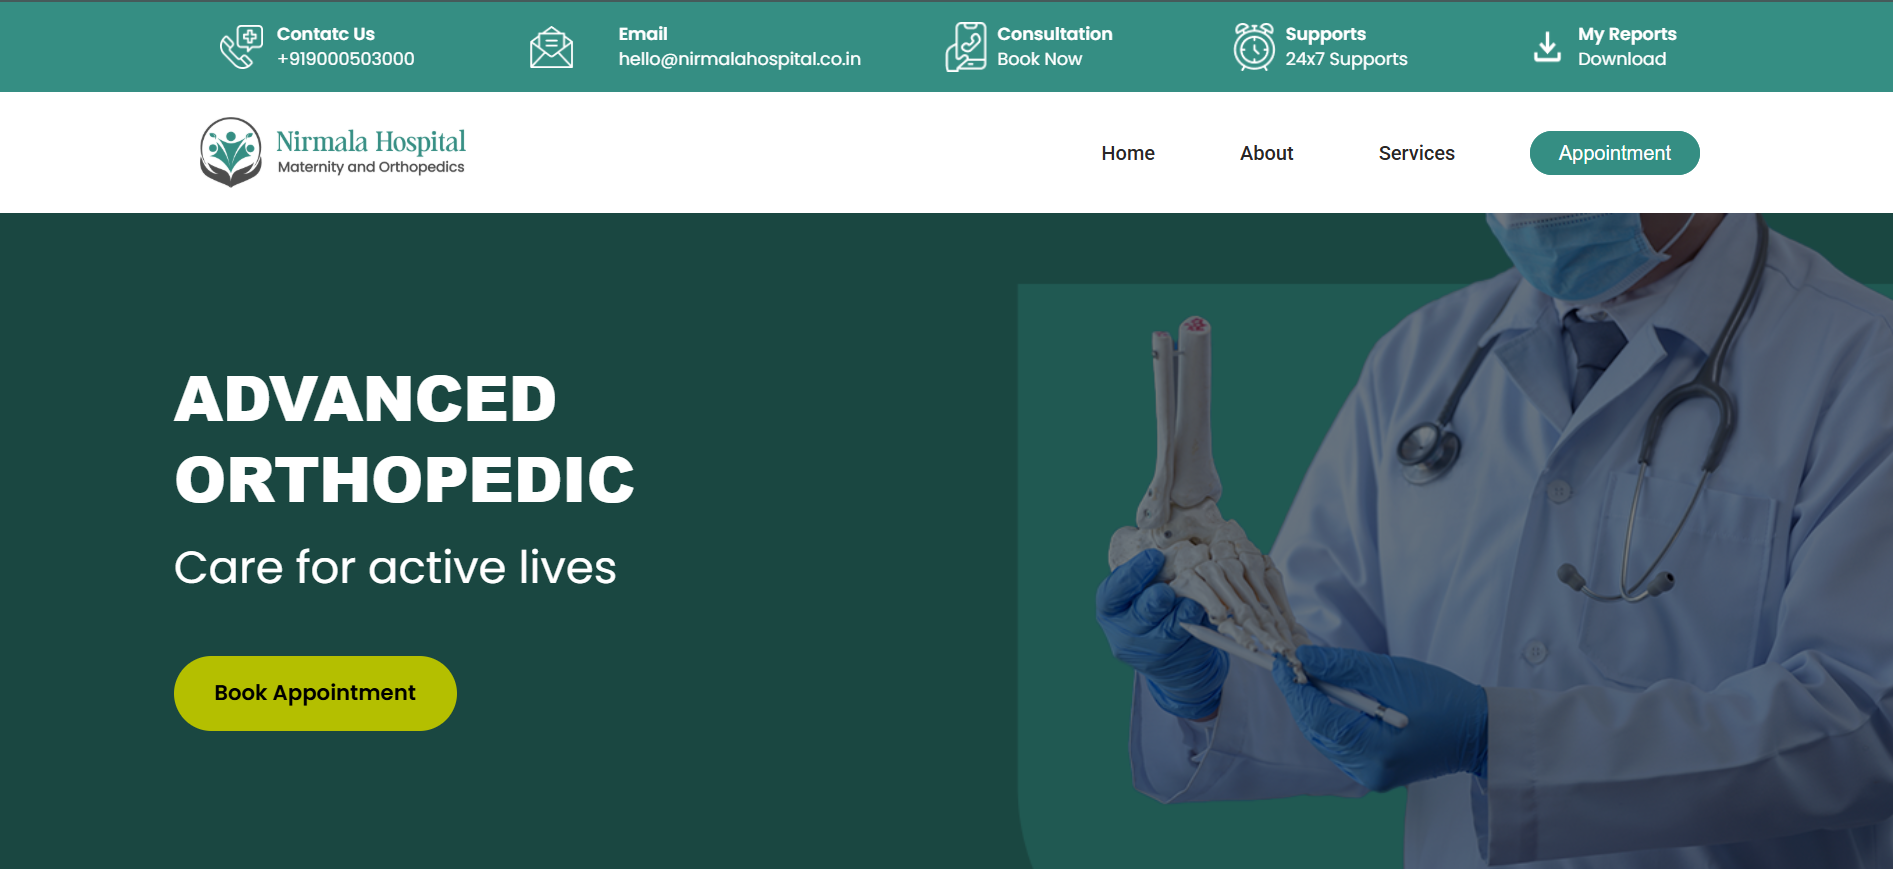 Contatc Us
+919000503000
Email
hello@nirmalahospital.co.in
Consultation
Book Now
Supports
24x7 Supports
My Reports
Download
Nirmala Hospital
Maternity and Orthopedics
Home
About
Services
Appointment
ADVANCED
ORTHOPEDIC
Care for active lives
Book Appointment